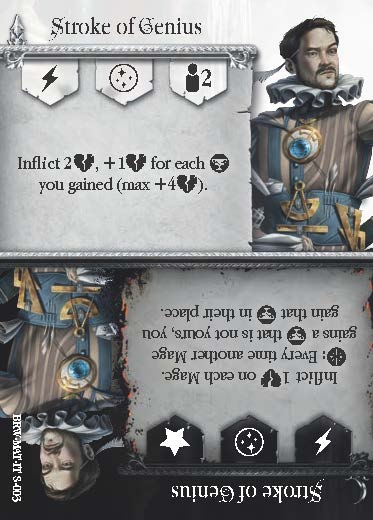 Stroke of Genius
2
Inflict 2, +1 for each
you gained (max +4).
Stroke of Genius
Inflict 1 on each Mage.
: Every time another Mage
gains a that is not yours, you
gain that in their place.
BRW-MAT-IT S-003